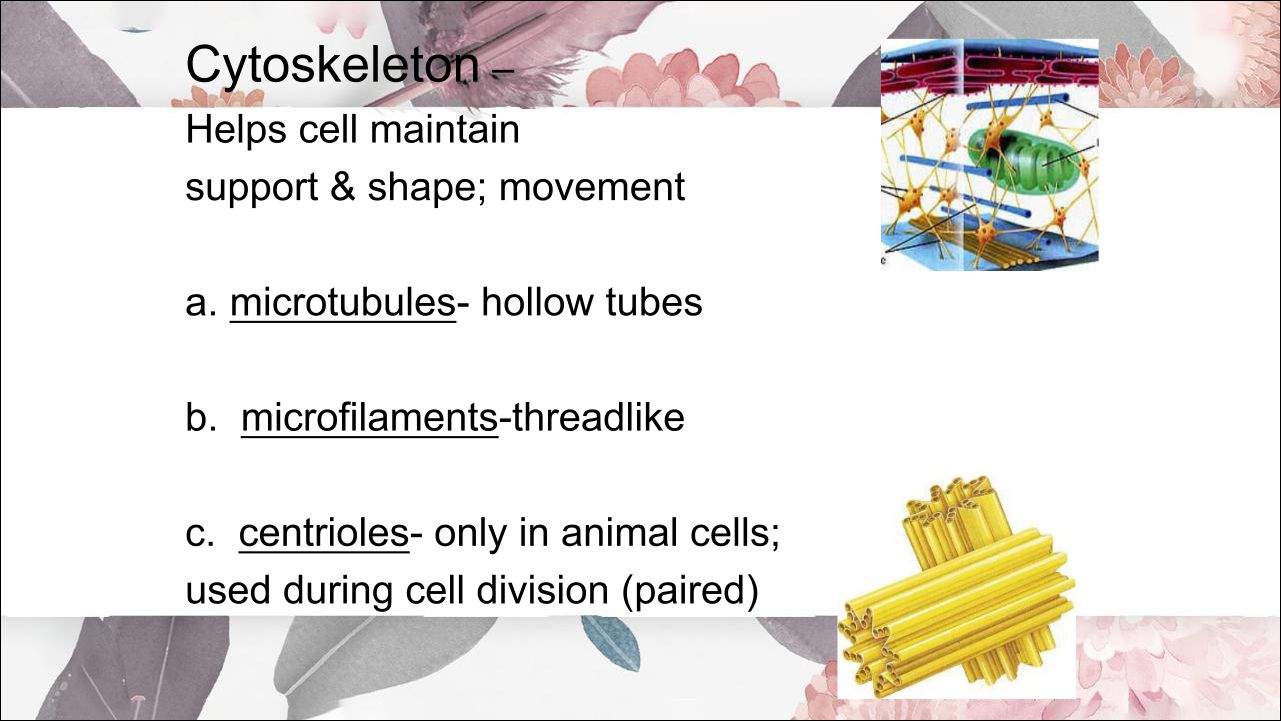 Cytoskeleton –
Helps cell maintain
support & shape; movement
a. microtubules- hollow tubes
b. microfilaments-threadlike
c. centrioles- only in animal cells;
used during cell division (paired)